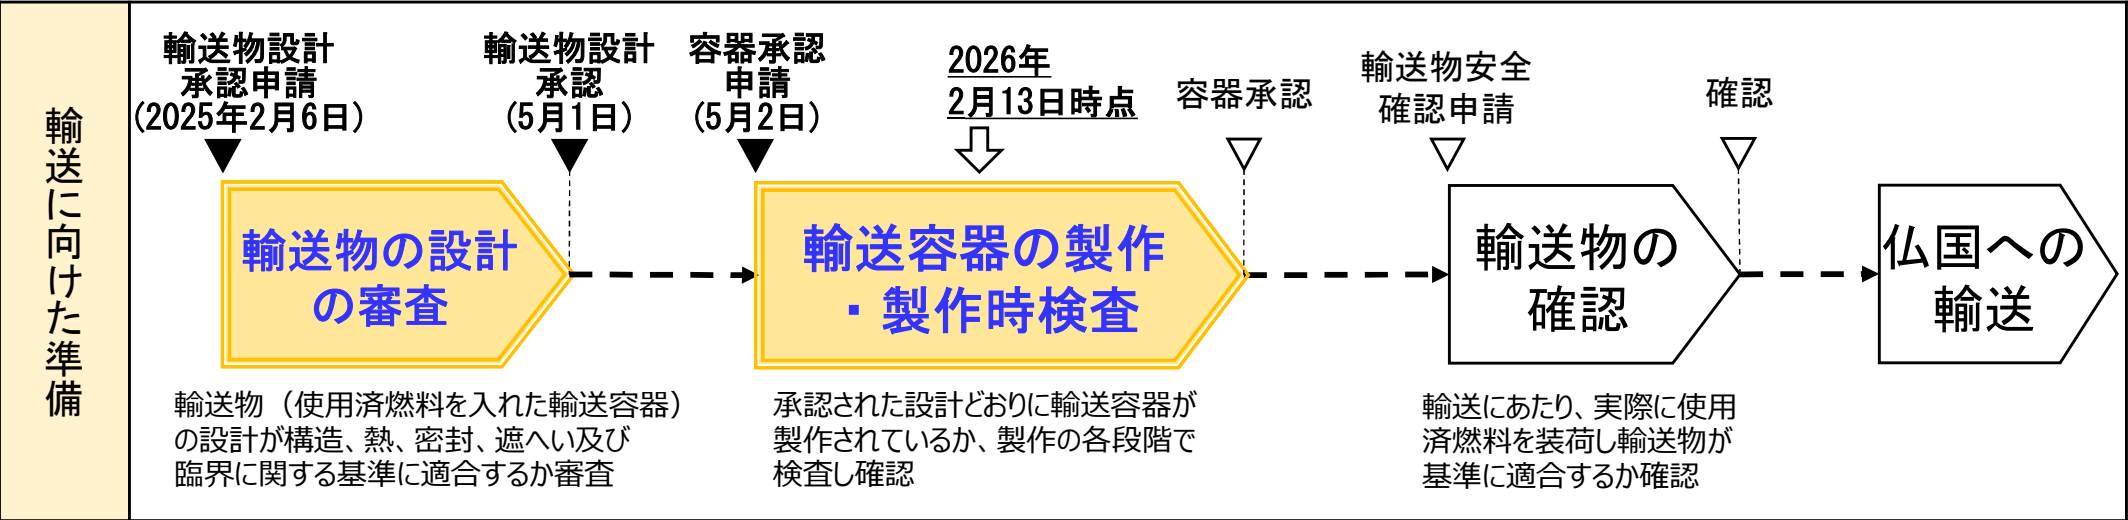 輸送に向けた準備
輸送物設計
承認申請
(2025年2月6日)
輸送物設計
承認
(5月1日)
容器承認
申請
(5月2日)
2026年
2月13日時点
容器承認
輸送物安全
確認申請
確認
輸送物の設計
の審査
輸送容器の製作
・製作時検査
輸送物の
確認
仏国への
輸送
輸送物（使用済燃料を入れた輸送容器）
の設計が構造、熱、密封、遮へい及び
臨界に関する基準に適合するか審査
承認された設計どおりに輸送容器が
製作されているか、製作の各段階で
検査し確認
輸送にあたり、実際に使用
済燃料を装荷し輸送物が
基準に適合するか確認